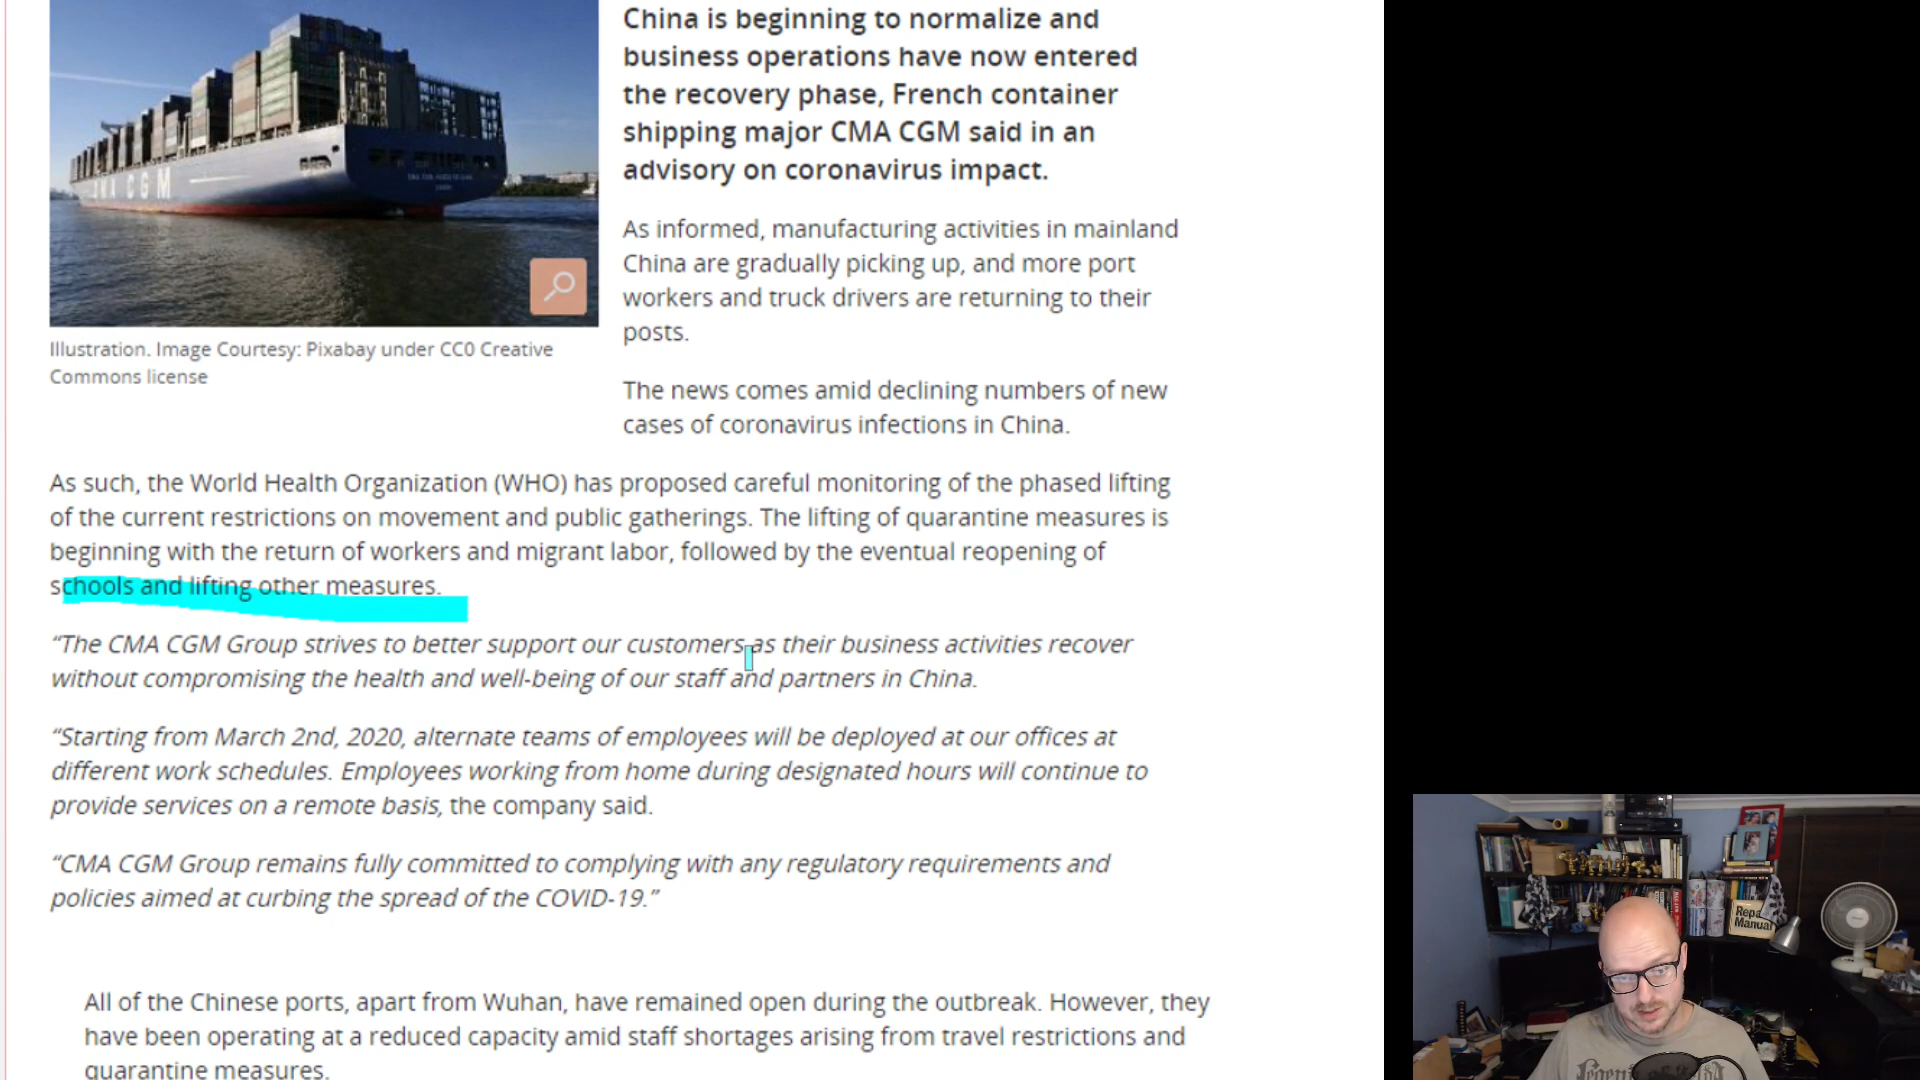 China is beginning to normalize and
business operations have now entered
the recovery phase, French container
shipping major CMA CGM said in an
advisory on coronavirus impact.
As informed, manufacturing activities in mainland
China are gradually picking up, and more port
workers and truck drivers are returning to their
posts.
The news comes amid declining numbers of new
cases of coronavirus infections in China.
CMA CGM
Illustration. Image Courtesy: Pixabay under CC0 Creative
Commons license
As such, the World Health Organization (WHO) has proposed careful monitoring of the phased lifting
of the current restrictions on movement and public gatherings. The lifting of quarantine measures is
beginning with the return of workers and migrant labor, followed by the eventual reopening of
schools and lifting other measures.
“The CMA CGM Group strives to better support our customers as their business activities recover
without compromising the health and well-being of our staff and partners in China.
“Starting from March 2nd, 2020, alternate teams of employees will be deployed at our offices at
different work schedules. Employees working from home during designated hours will continue to
provide services on a remote basis, the company said.
“CMA CGM Group remains fully committed to complying with any regulatory requirements and
policies aimed at curbing the spread of the COVID-19.”
All of the Chinese ports, apart from Wuhan, have remained open during the outbreak. However, they
have been operating at a reduced capacity amid staff shortages arising from travel restrictions and
quarantine measures.
Manual